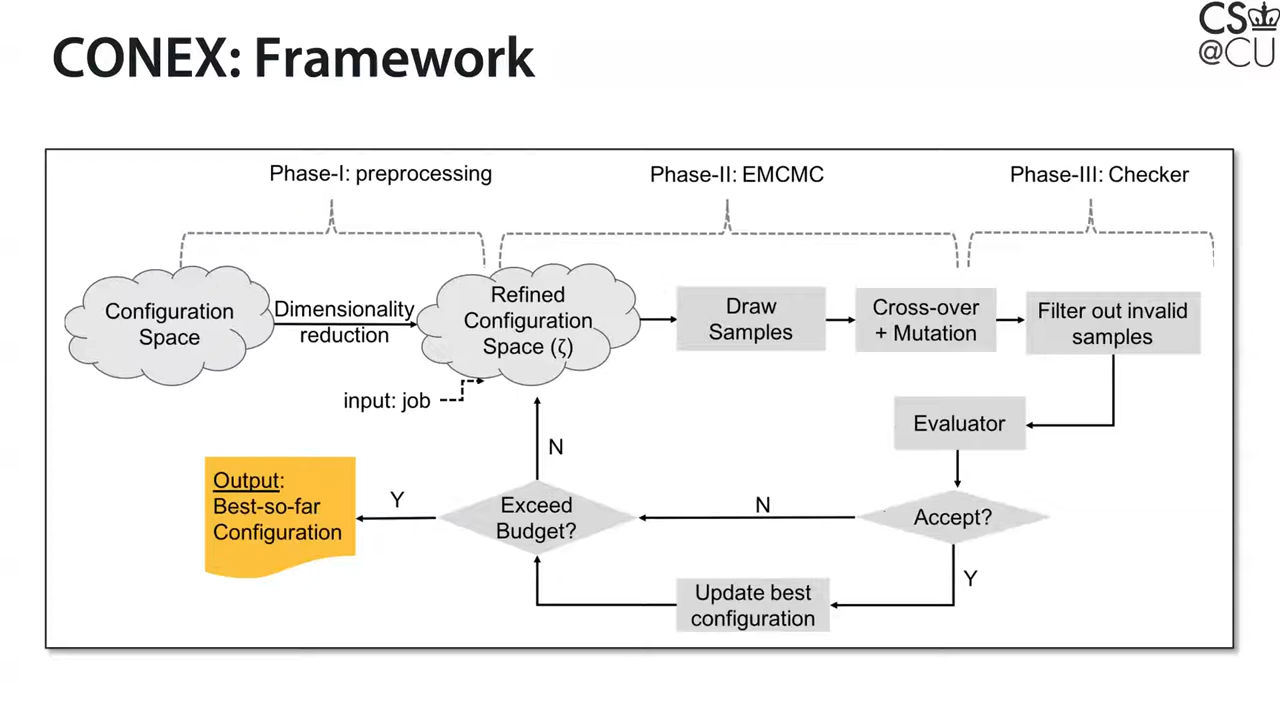 CONEX: Framework
CS
@CU
Phase-I: preprocessing
Phase-II: EMCMC
Phase-III: Checker
Configuration
Space
Dimensionality
reduction
Refined
Configuration
Space (ζ)
Draw
Samples
Cross-over
+ Mutation
Filter out invalid
samples
input: job
Evaluator
N
Output:
Best-so-far
Configuration
Y
Exceed
Budget?
N
Accept?
Y
Update best
configuration